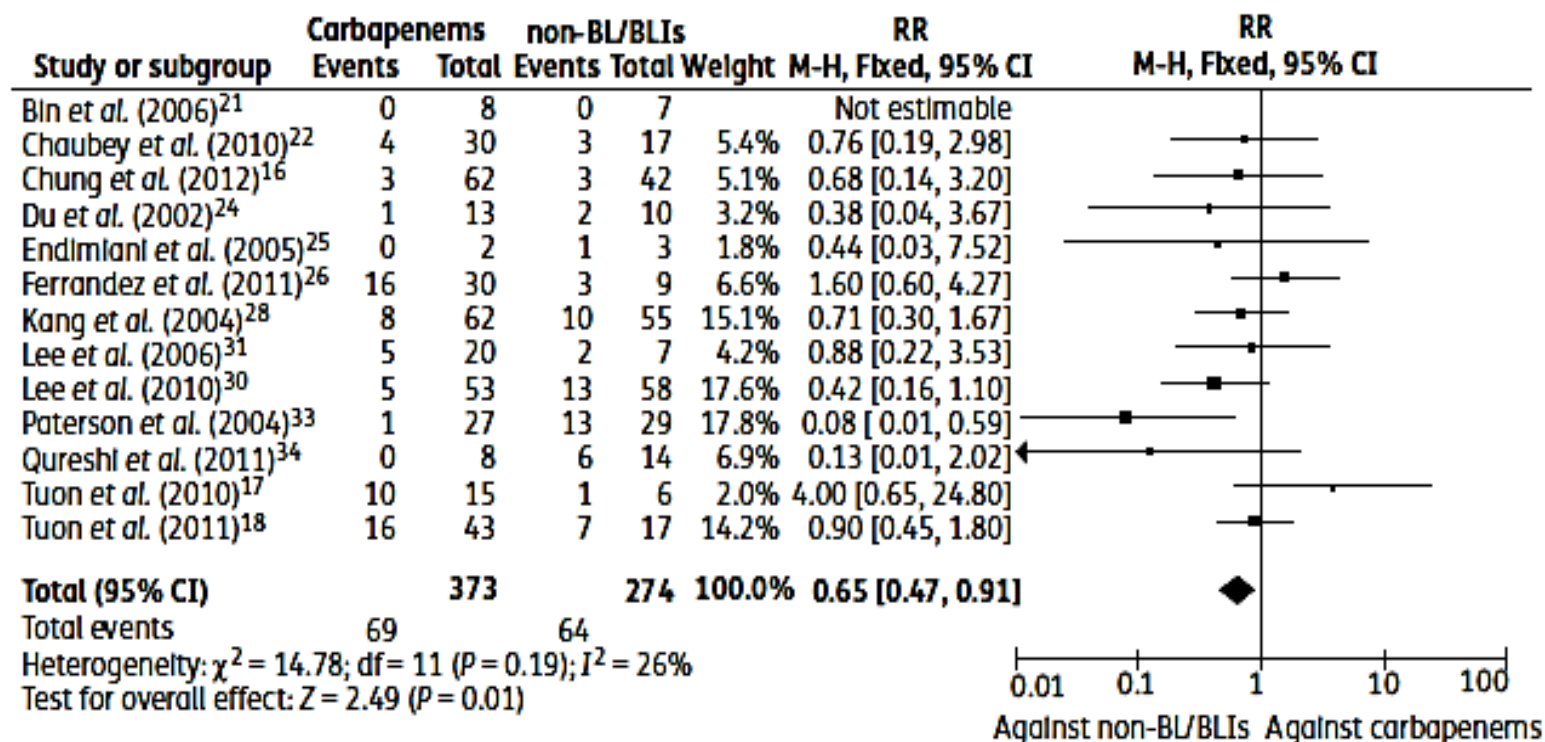 Carbapenems non-BL/BLIs RR RR
Study or subgroup Events Total Events Total Weight M-H, Fixed, 95% CI M-H, Fixed, 95% CI
Bin et al. (2006)21 0 8 0 7 Not estimable
Chaubey et al. (2010)22 4 30 3 17 5.4% 0.76 [0.19, 2.98]
Chung et al. (2012)16 3 62 3 42 5.1% 0.68 [0.14, 3.20]
Du et al. (2002)24 1 13 2 10 3.2% 0.38 [0.04, 3.67]
Endimiani et al. (2005)25 0 2 1 3 1.8% 0.44 [0.03, 7.52]
Ferrandez et al. (2011)26 16 30 3 9 6.6% 1.60 [0.60, 4.27]
Kang et al. (2004)28 8 62 10 55 15.1% 0.71 [0.30, 1.67]
Lee et al. (2006)31 5 20 2 7 4.2% 0.88 [0.22, 3.53]
Lee et al. (2010)30 5 53 13 58 17.6% 0.42 [0.16, 1.10]
Paterson et al. (2004)33 1 27 13 29 17.8% 0.08 [ 0.01, 0.59]
Qureshi et al. (2011)34 0 8 6 14 6.9% 0.13 [0.01, 2.02]
Tuon et al. (2010)17 10 15 1 6 2.0% 4.00 [0.65, 24.80]
Tuon et al. (2011)18 16 43 7 17 14.2% 0.90 [0.45, 1.80]
Total (95% CI) 373 274 100.0% 0.65 [0.47, 0.91]
Total events 69 64
Heterogeneity: χ2 = 14.78; df = 11 (P = 0.19); I2 = 26%
Test for overall effect: Z = 2.49 (P = 0.01)
0.01 0.1 1 10 100
Against non-BL/BLIs Against carbapenems